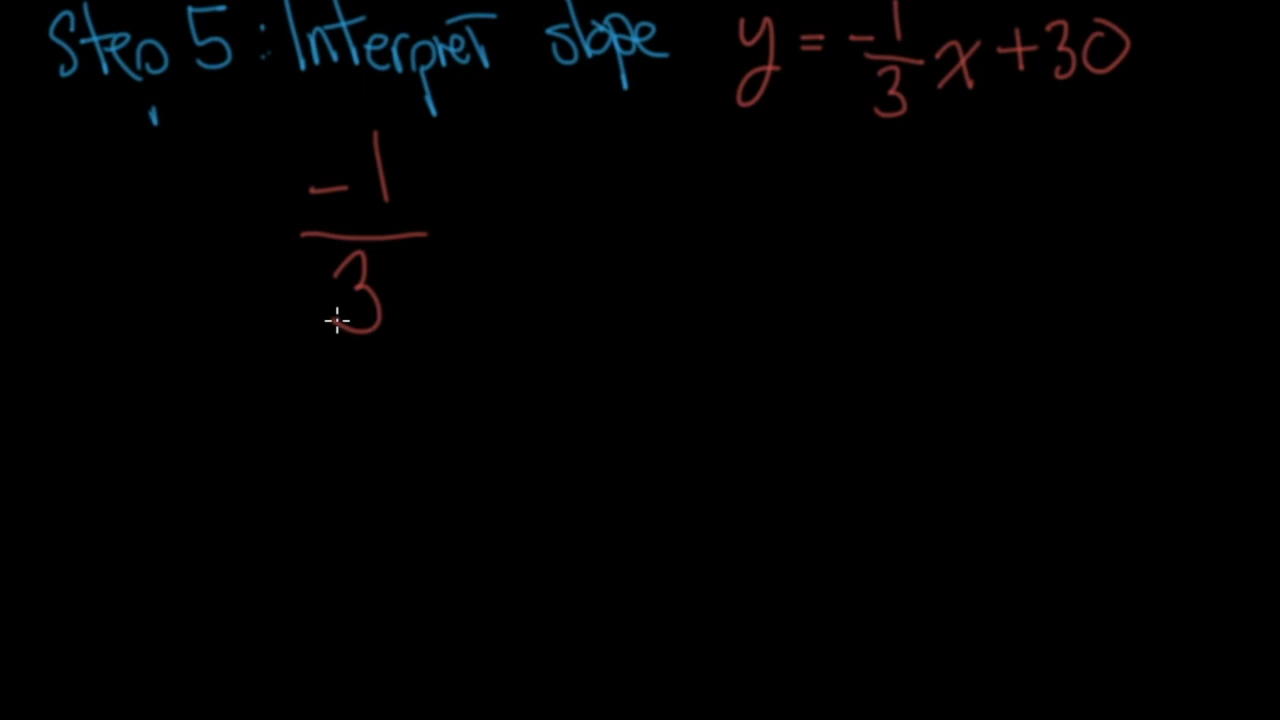 Step 5: Interpret slope y = -1/3 x + 30
-1/3